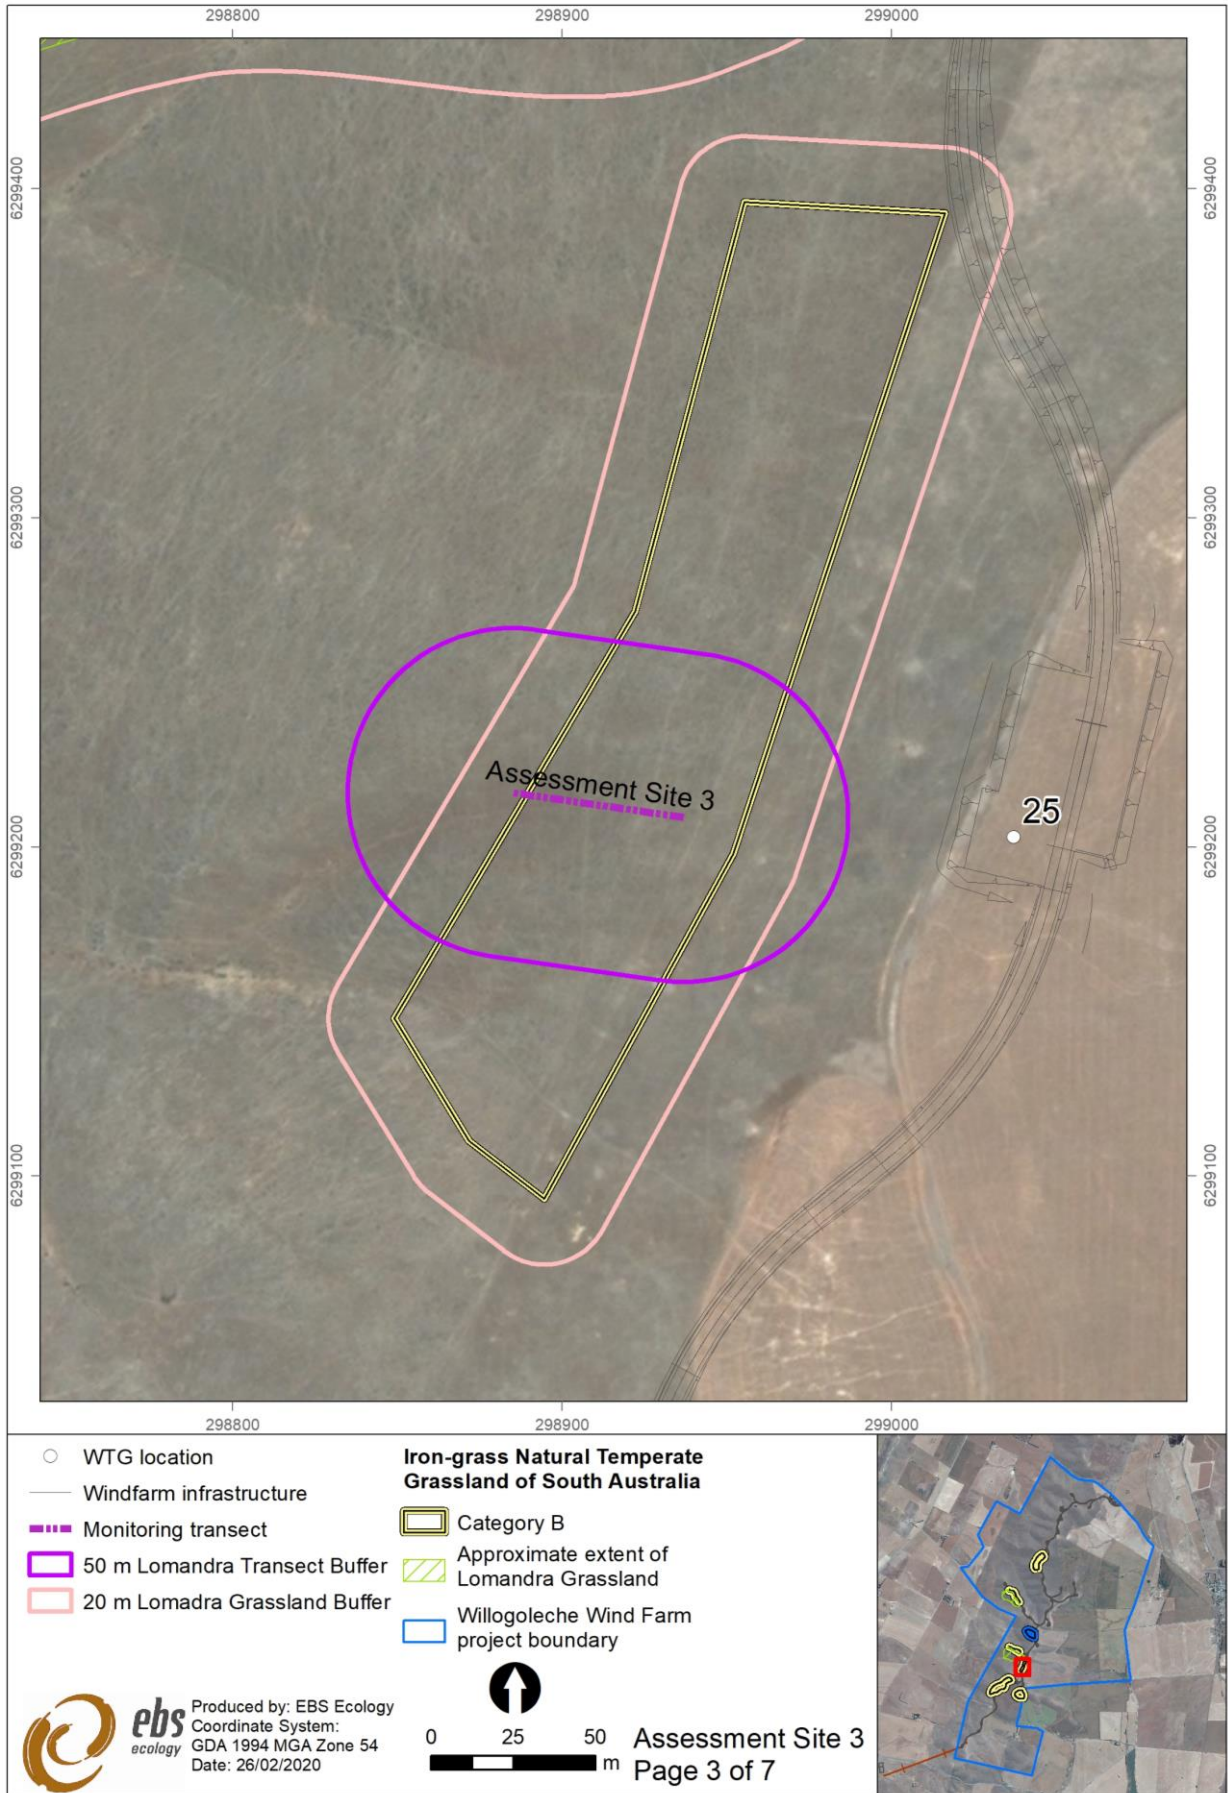 298800
298900
299000
6299400
6299400
6299300
6299300
Assessment Site 3
25
6299200
6299200
6299100
6299100
298800
298900
299000
WTG location
Windfarm infrastructure
Monitoring transect
50 m Lomandra Transect Buffer
20 m Lomadra Grassland Buffer
Iron-grass Natural Temperate
Grassland of South Australia
Category B
Approximate extent of
Lomandra Grassland
Willogoleche Wind Farm
project boundary
ebs
ecology
Produced by: EBS Ecology
Coordinate System:
GDA 1994 MGA Zone 54
Date: 26/02/2020
0 25 50
m
Assessment Site 3
Page 3 of 7